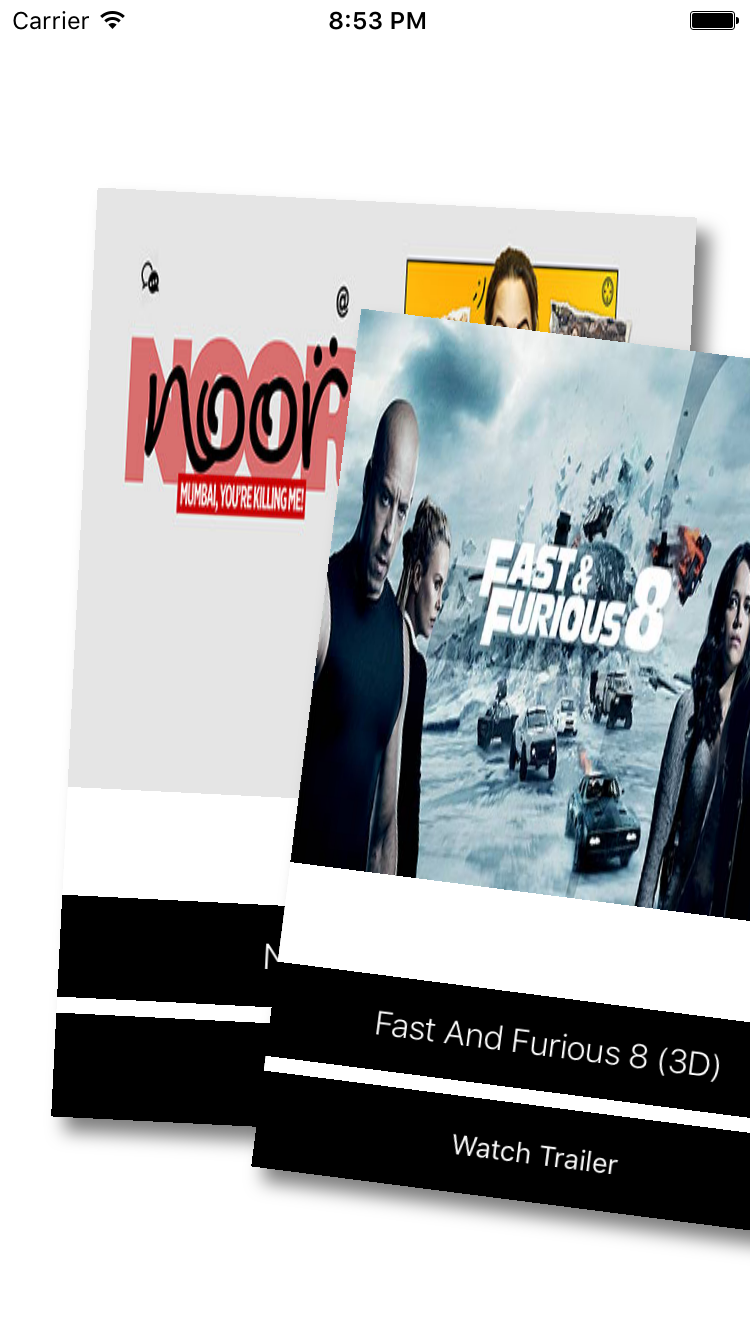 Carrier
8:53 PM
@
NOOR
noor
MUMBAI, YOU'RE KILLING ME!
FAST &
FURIOUS 8
N
Fast And Furious 8 (3D)
Watch Trailer